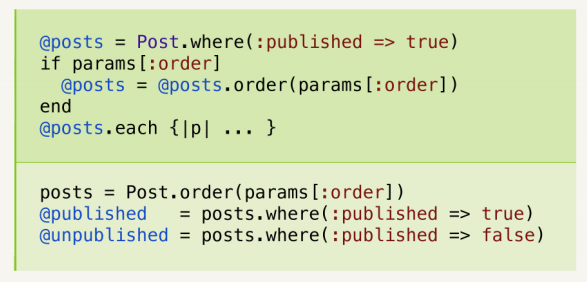 @posts = Post.where(:published => true)
if params[:order]
  @posts = @posts.order(params[:order])
end
@posts.each {|p| ... }
posts = Post.order(params[:order])
@published   = posts.where(:published => true)
@unpublished = posts.where(:published => false)